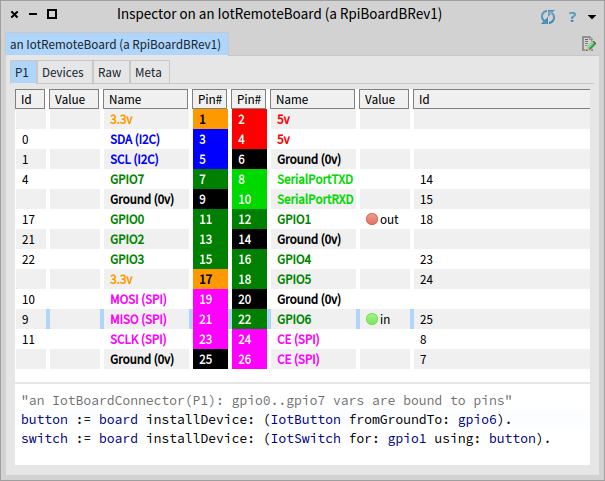 Inspector on an IotRemoteBoard (a RpiBoardBRev1)
?
an IotRemoteBoard (a RpiBoardBRev1)
P1 Devices Raw Meta
Id Value Name Pin# Pin# Name Value Id
3.3v 1 2 5v
0 SDA (I2C) 3 4 5v
1 SCL (I2C) 5 6 Ground (0v)
4 GPIO7 7 8 SerialPortTXD 14
Ground (0v) 9 10 SerialPortRXD 15
17 GPIO0 11 12 GPIO1 out 18
21 GPIO2 13 14 Ground (0v)
22 GPIO3 15 16 GPIO4 23
3.3v 17 18 GPIO5 24
10 MOSI (SPI) 19 20 Ground (0v)
9 MISO (SPI) 21 22 GPIO6 in 25
11 SCLK (SPI) 23 24 CE (SPI) 8
Ground (0v) 25 26 CE (SPI) 7
"an IotBoardConnector(P1): gpio0..gpio7 vars are bound to pins"
button := board installDevice: (IotButton fromGroundTo: gpio6).
switch := board installDevice: (IotSwitch for: gpio1 using: button).